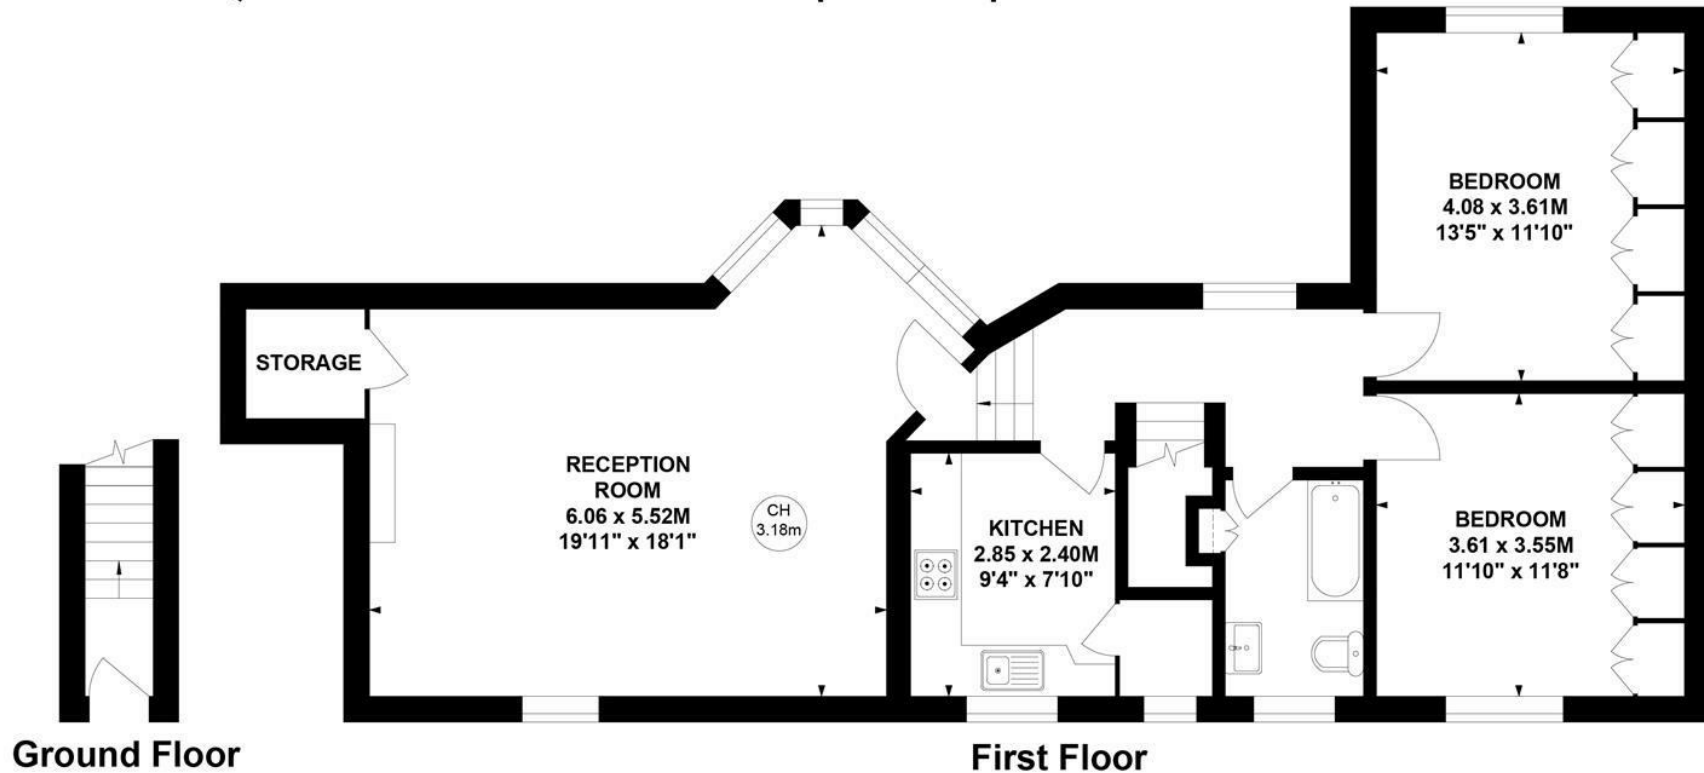 BEDROOM
4.08 x 3.61M
13'5" x 11'10"
STORAGE
RECEPTION
ROOM
6.06 x 5.52M
19'11" x 18'1"
CH
3.18m
KITCHEN
2.85 x 2.40M
9'4" x 7'10"
BEDROOM
3.61 x 3.55M
11'10" x 11'8"
Ground Floor
First Floor